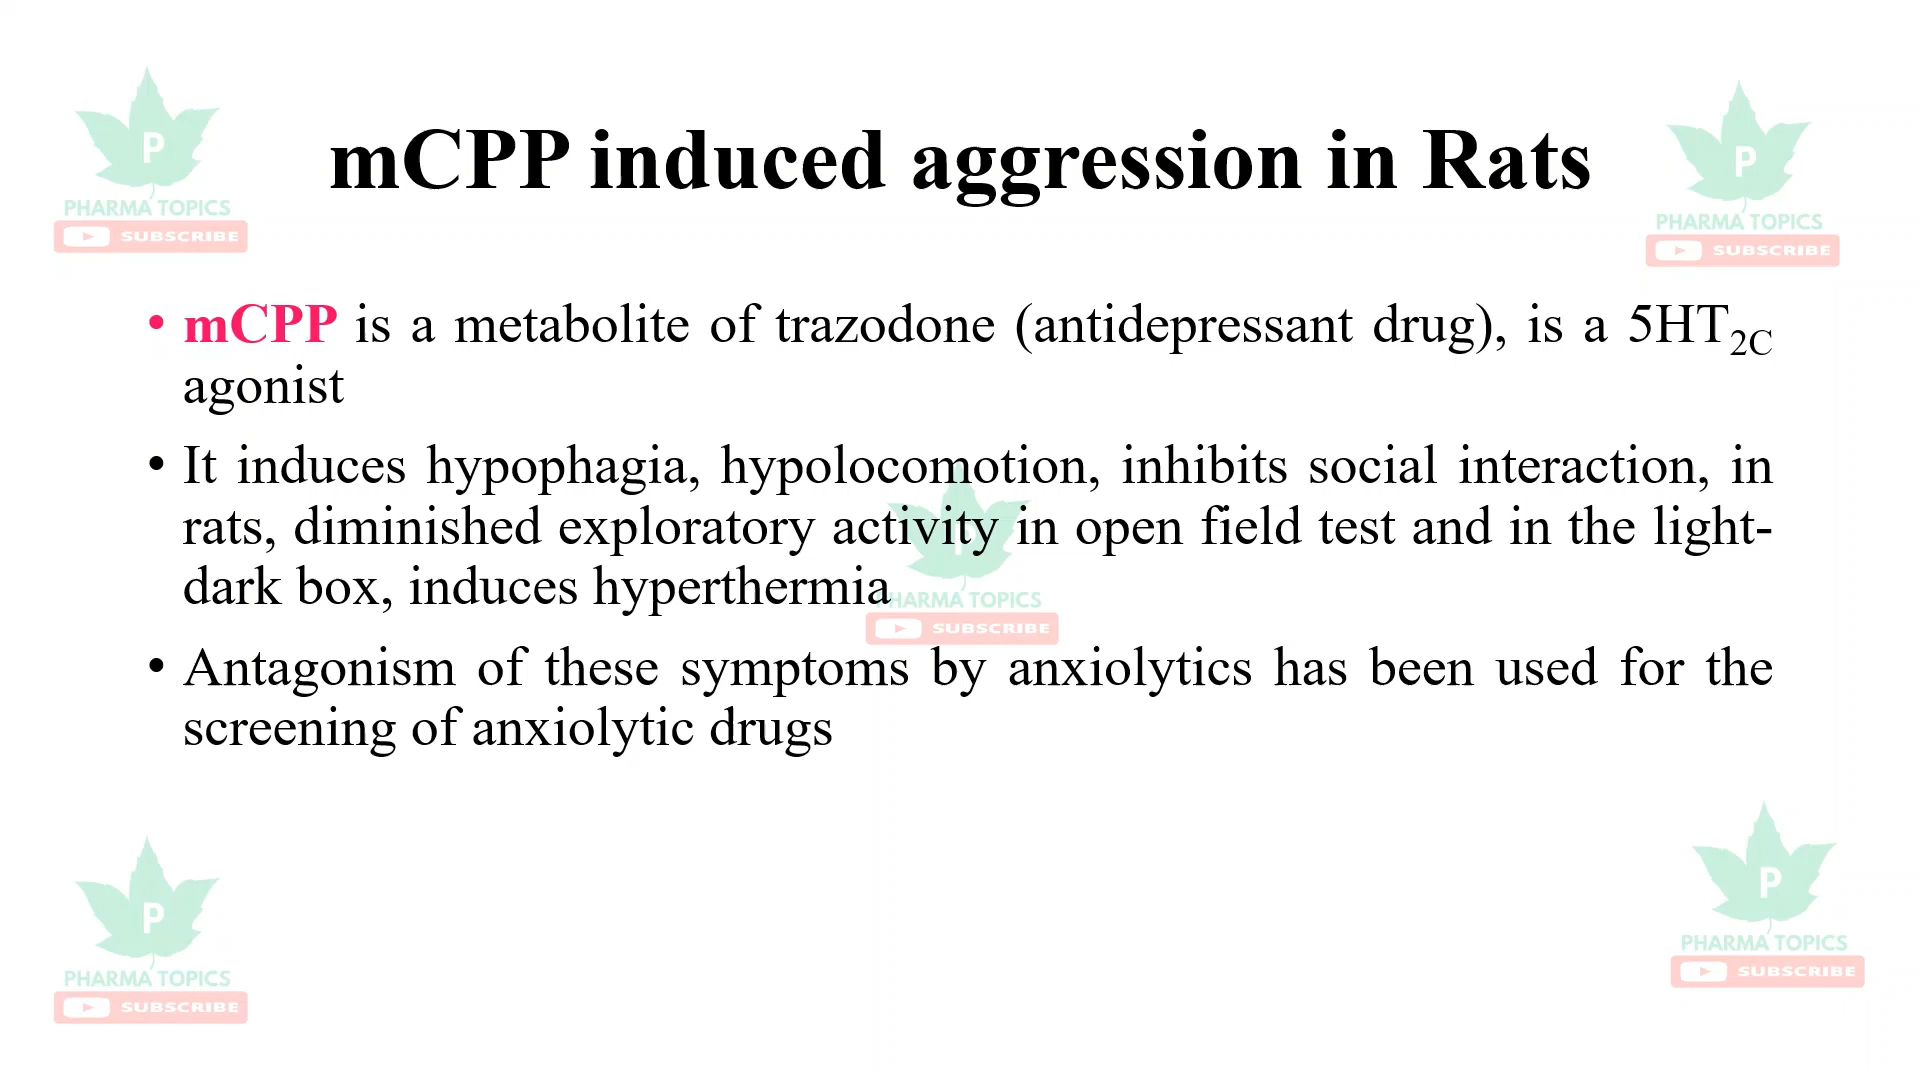 mCPP induced aggression in Rats
• mCPP is a metabolite of trazodone (antidepressant drug), is a 5HT2C
agonist
• It induces hypophagia, hypolocomotion, inhibits social interaction, in
rats, diminished exploratory activity in open field test and in the light-
dark box, induces hyperthermia
• Antagonism of these symptoms by anxiolytics has been used for the
screening of anxiolytic drugs
P
PHARMA TOPICS
SUBSCRIBE
P
PHARMA TOPICS
SUBSCRIBE
P
PHARMA TOPICS
SUBSCRIBE
P
PHARMA TOPICS
SUBSCRIBE
P
PHARMA TOPICS
SUBSCRIBE